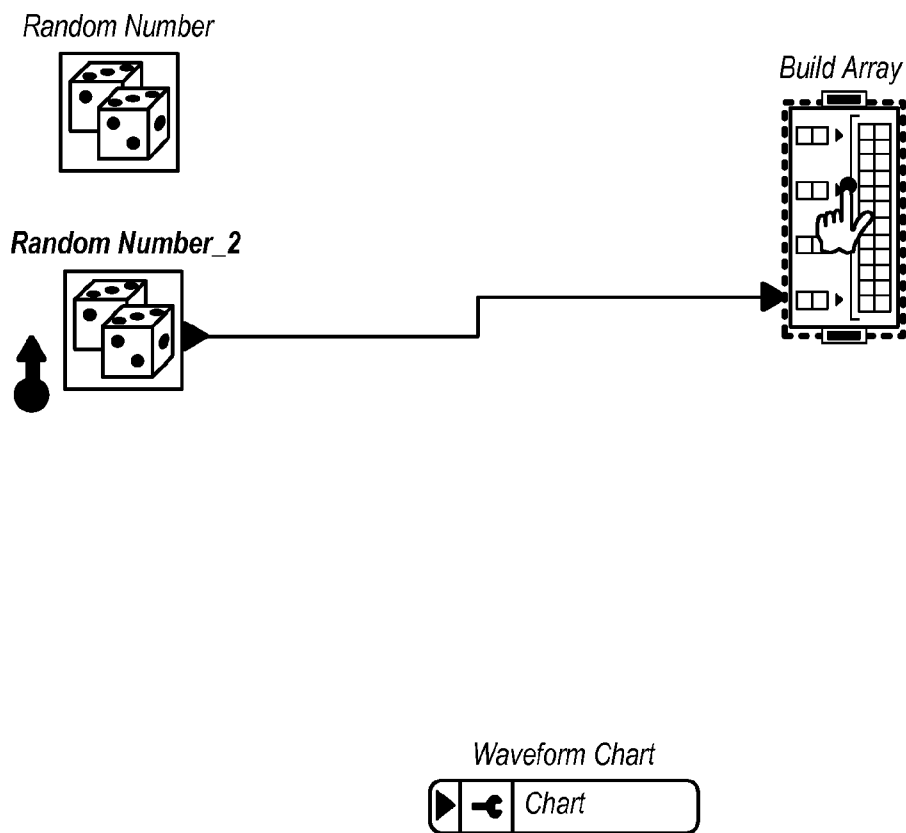 Random Number
Build Array
Random Number_2
Waveform Chart
Chart